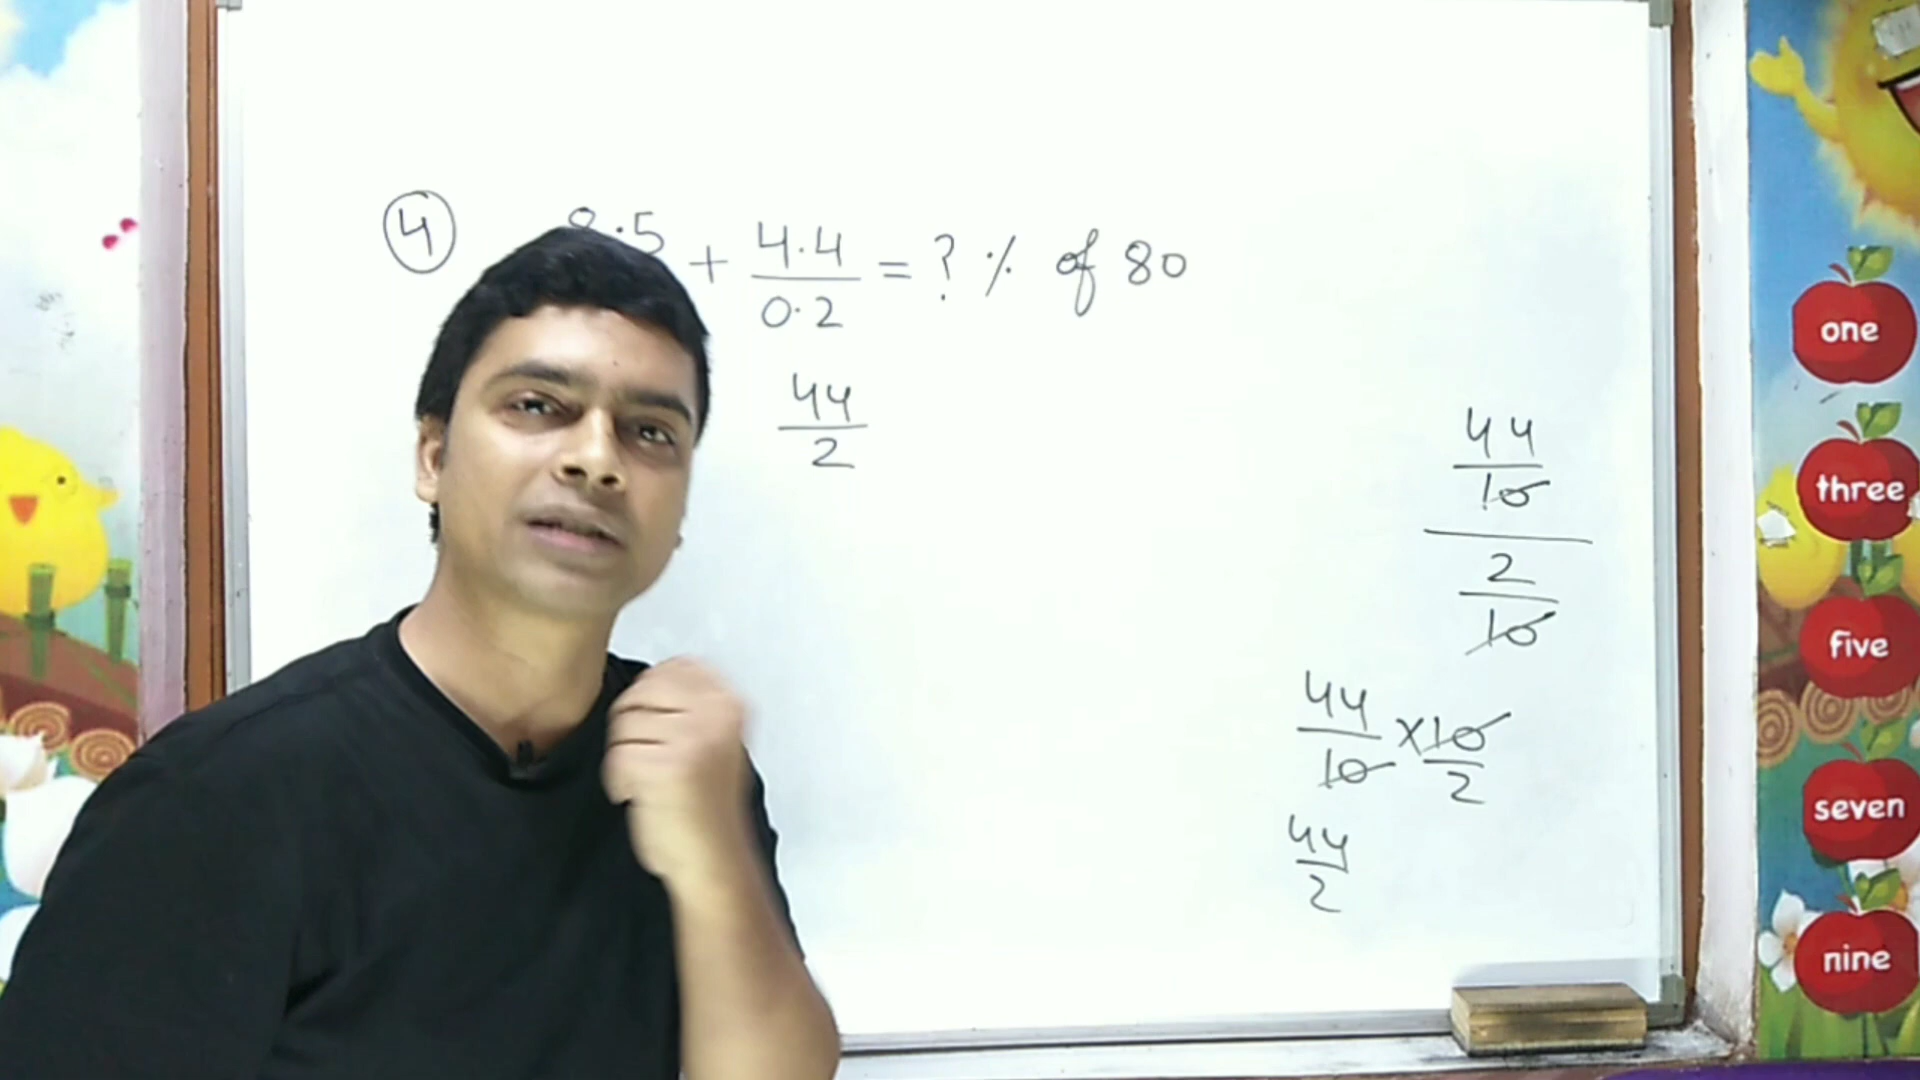 ④ 8.5 + 4.4/0.2 = ? % of 80
44/2
44/10
2/10
44/10 × 10/2
44/2
one
three
five
seven
nine